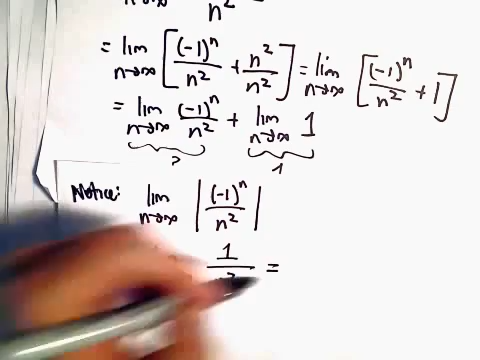 n²
= lim n→∞ [ (-1)ⁿ/n² + n²/n² ] = lim n→∞ [ (-1)ⁿ/n² + 1 ]
= lim n→∞ (-1)ⁿ/n² + lim n→∞ 1
? 1
Notice: lim n→∞ | (-1)ⁿ/n² |
1/n² =